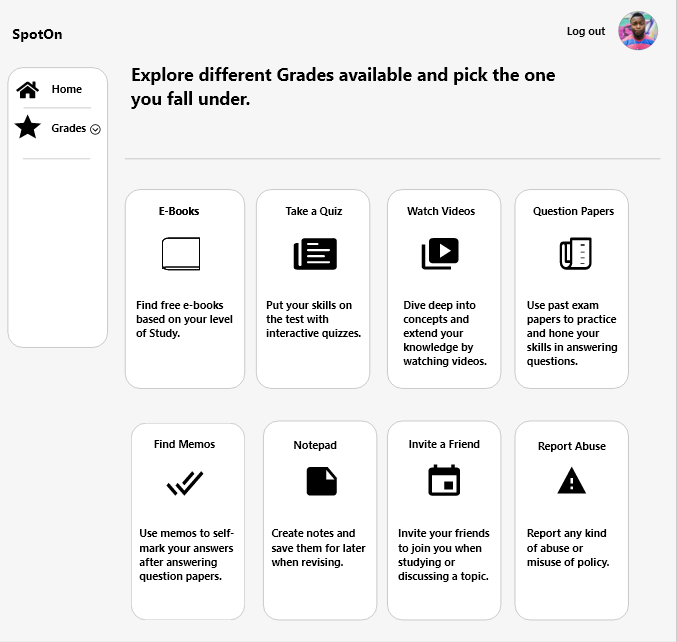 SpotOn
Log out
Home
Grades
Explore different Grades available and pick the one
you fall under.
E-Books
Find free e-books
based on your level
of Study.
Take a Quiz
Put your skills on
the test with
interactive quizzes.
Watch Videos
Dive deep into
concepts and
extend your
knowledge by
watching videos.
Question Papers
Use past exam
papers to practice
and hone your
skills in answering
questions.
Find Memos
Use memos to self-
mark your answers
after answering
question papers.
Notepad
Create notes and
save them for later
when revising.
Invite a Friend
Invite your friends
to join you when
studying or
discussing a topic.
Report Abuse
Report any kind
of abuse or
misuse of policy.